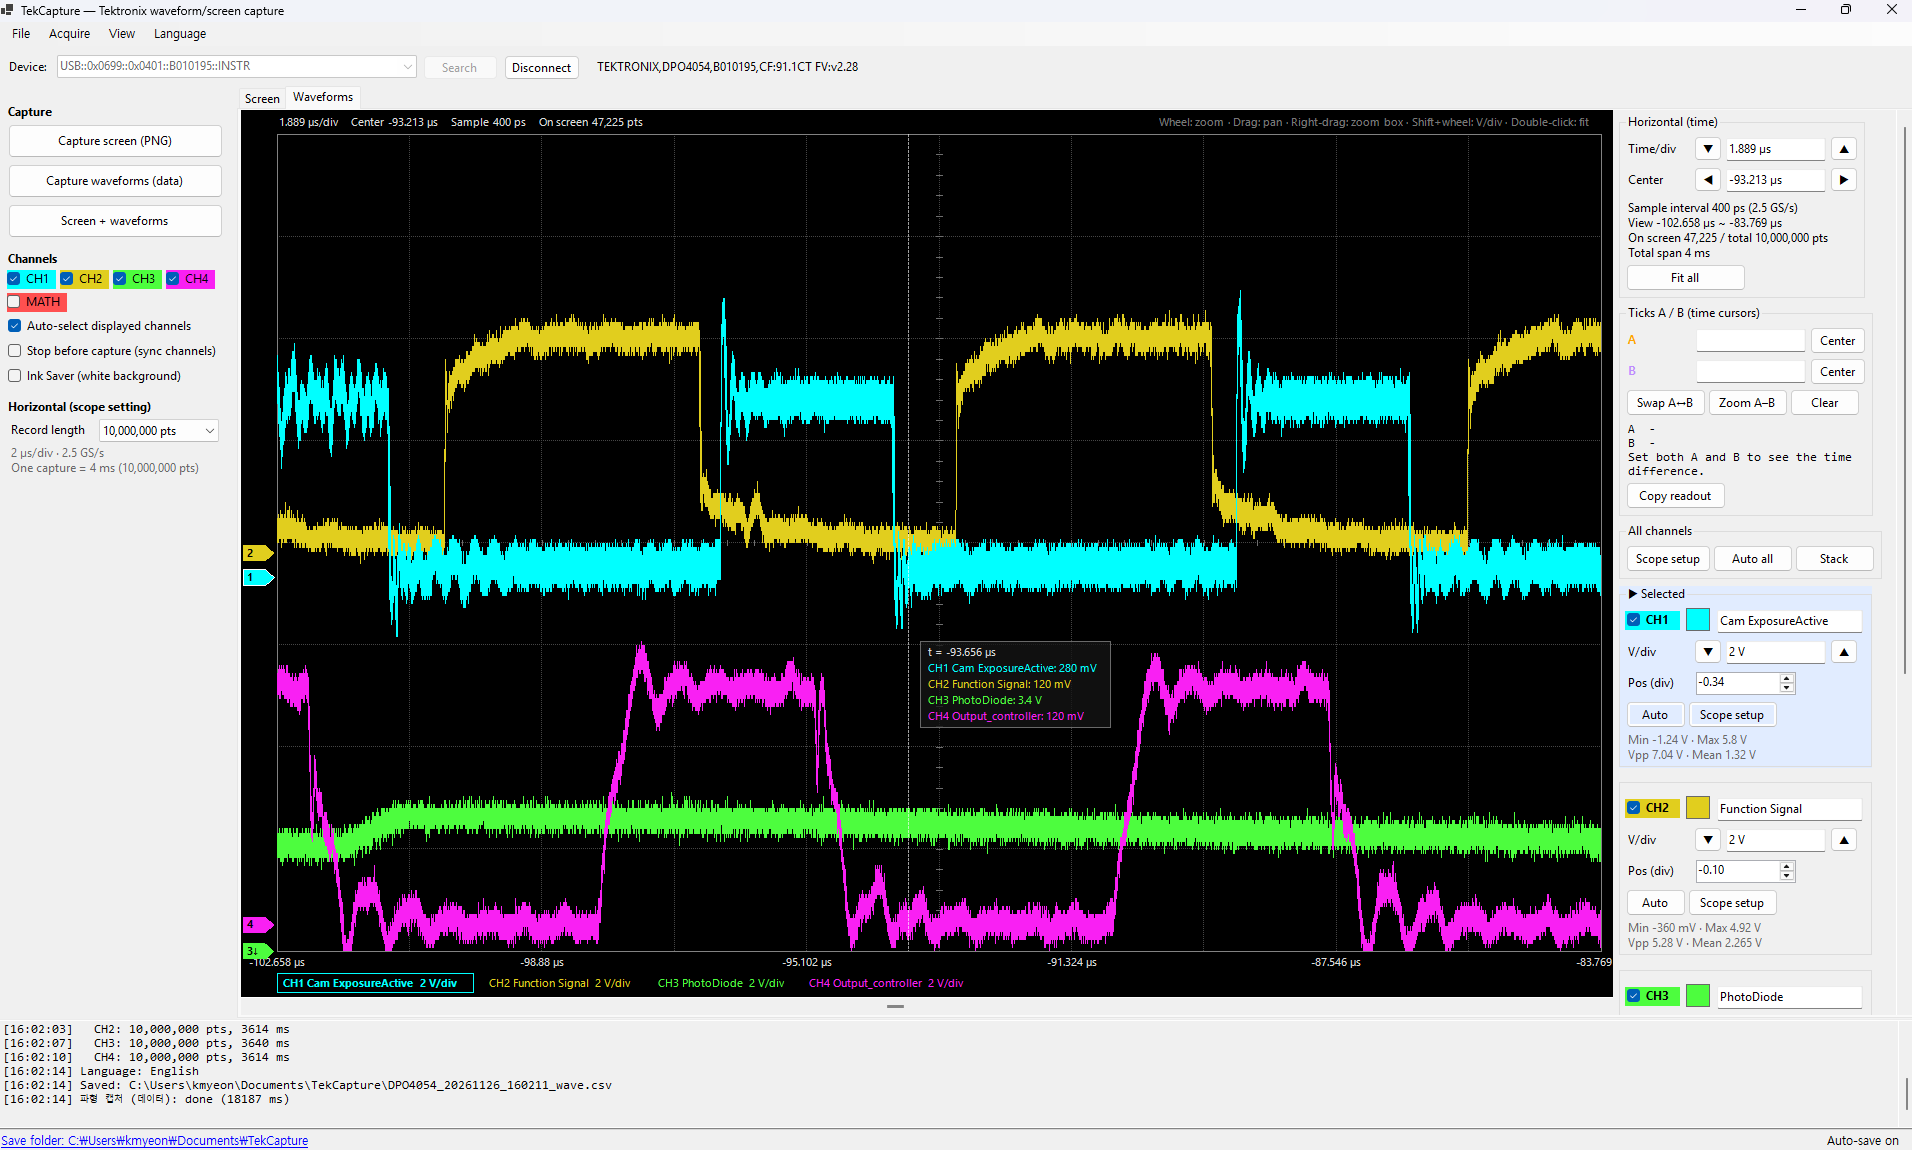 TekCapture — Tektronix waveform/screen capture
File Acquire View Language
Device: USB::0x0699::0x0401::B010195::INSTR Search Disconnect TEKTRONIX,DPO4054,B010195,CF:91.1CT FV:v2.28
Capture
Capture screen (PNG)
Capture waveforms (data)
Screen + waveforms
Channels
CH1 CH2 CH3 CH4
MATH
Auto-select displayed channels
Stop before capture (sync channels)
Ink Saver (white background)
Horizontal (scope setting)
Record length 10,000,000 pts
2 µs/div · 2.5 GS/s
One capture = 4 ms (10,000,000 pts)
Screen Waveforms
1.889 µs/div Center -93.213 µs Sample 400 ps On screen 47,225 pts
Wheel: zoom · Drag: pan · Right-drag: zoom box · Shift+wheel: V/div · Double-click: fit
2
1
4
3↓
t = -93.656 µs
CH1 Cam ExposureActive: 280 mV
CH2 Function Signal: 120 mV
CH3 PhotoDiode: 3.4 V
CH4 Output_controller: 120 mV
-102.658 µs -98.88 µs -95.102 µs -91.324 µs -87.546 µs -83.769
CH1 Cam ExposureActive 2 V/div CH2 Function Signal 2 V/div CH3 PhotoDiode 2 V/div CH4 Output_controller 2 V/div
Horizontal (time)
Time/div ▼ 1.889 µs ▲
Center ◀ -93.213 µs ▶
Sample interval 400 ps (2.5 GS/s)
View -102.658 µs ~ -83.769 µs
On screen 47,225 / total 10,000,000 pts
Total span 4 ms
Fit all
Ticks A / B (time cursors)
A Center
B Center
Swap A↔B Zoom A–B Clear
A -
B -
Set both A and B to see the time
difference.
Copy readout
All channels
Scope setup Auto all Stack
▶ Selected
CH1 Cam ExposureActive
V/div ▼ 2 V ▲
Pos (div) -0.34
Auto Scope setup
Min -1.24 V · Max 5.8 V
Vpp 7.04 V · Mean 1.32 V
CH2 Function Signal
V/div ▼ 2 V ▲
Pos (div) -0.10
Auto Scope setup
Min -360 mV · Max 4.92 V
Vpp 5.28 V · Mean 2.265 V
CH3 PhotoDiode
[16:02:03] CH2: 10,000,000 pts, 3614 ms
[16:02:07] CH3: 10,000,000 pts, 3640 ms
[16:02:10] CH4: 10,000,000 pts, 3614 ms
[16:02:14] Language: English
[16:02:14] Saved: C:\Users\kmyeon\Documents\TekCapture\DPO4054_20261126_160211_wave.csv
[16:02:14] 파형 캡처 (데이터): done (18187 ms)
Save folder: C:₩Users₩kmyeon₩Documents₩TekCapture
Auto-save on